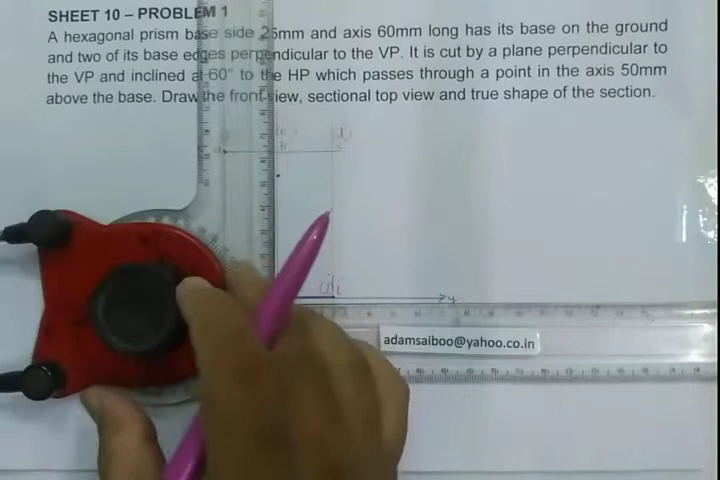 SHEET 10 – PROBLEM 1
A hexagonal prism base side 25mm and axis 60mm long has its base on the ground
and two of its base edges perpendicular to the VP. It is cut by a plane perpendicular to
the VP and inclined at 60° to the HP which passes through a point in the axis 50mm
above the base. Draw the front view, sectional top view and true shape of the section.
adamsaiboo@yahoo.co.in